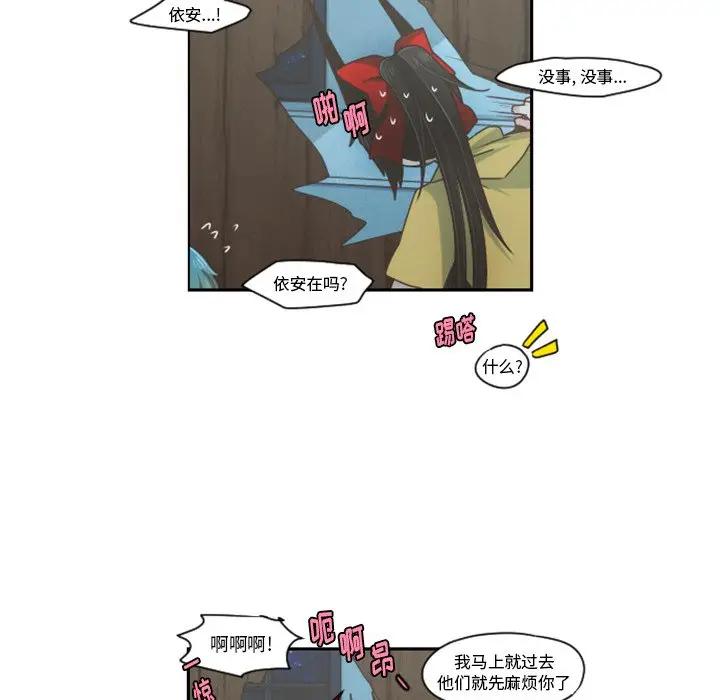 依安...!
没事, 没事...
啪啊
依安在吗?
踢嗒
什么?
啊啊啊!
呃啊昂
我马上就过去
他们就先麻烦你了
惊